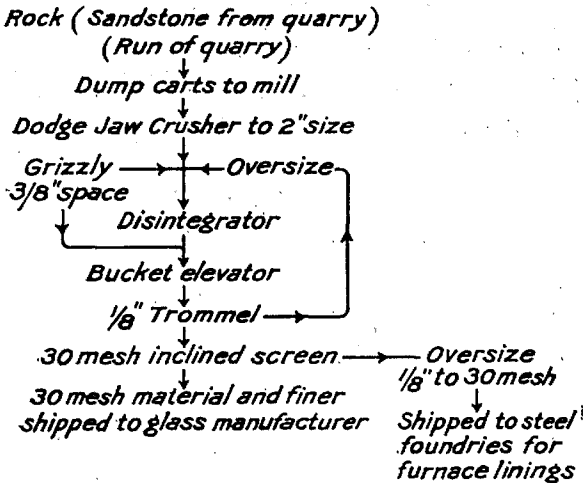 Rock (Sandstone from quarry)
(Run of quarry)
Dump carts to mill
Dodge Jaw Crusher to 2" size
Grizzly
3/8" space
Oversize
Disintegrator
Bucket elevator
1/8" Trommel
30 mesh inclined screen
Oversize
1/8" to 30 mesh
30 mesh material and finer
shipped to glass manufacturer
Shipped to steel
foundries for
furnace linings